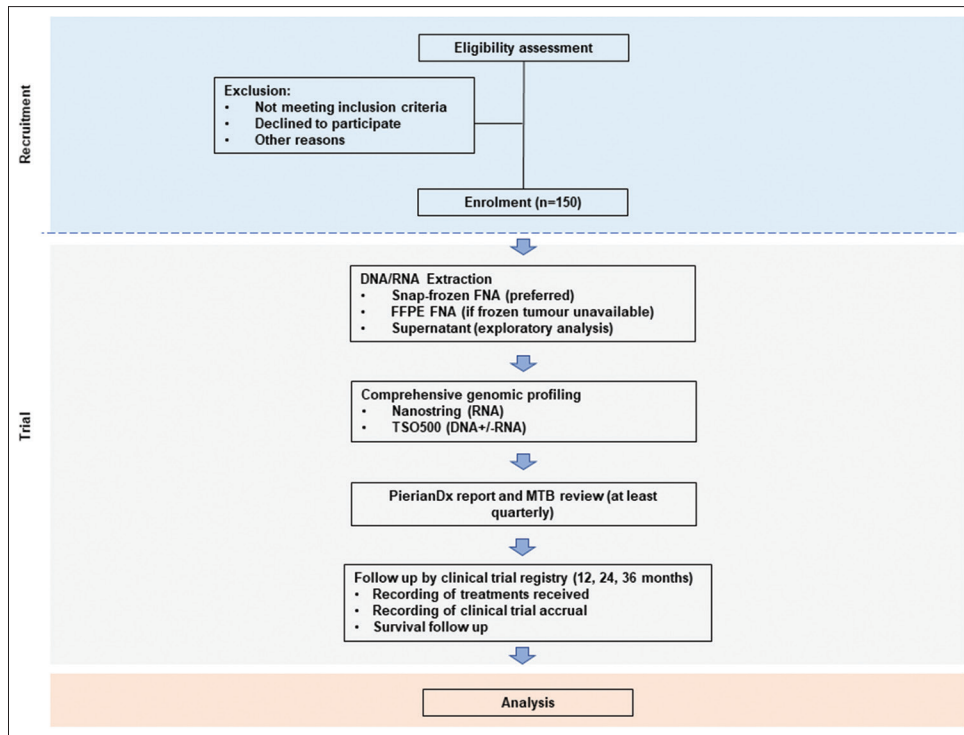 Recruitment
Eligibility assessment
Exclusion:
• Not meeting inclusion criteria
• Declined to participate
• Other reasons
Enrolment (n=150)
Trial
DNA/RNA Extraction
• Snap-frozen FNA (preferred)
• FFPE FNA (if frozen tumour unavailable)
• Supernatant (exploratory analysis)
Comprehensive genomic profiling
• Nanostring (RNA)
• TSO500 (DNA+/-RNA)
PierianDx report and MTB review (at least
quarterly)
Follow up by clinical trial registry (12, 24, 36 months)
• Recording of treatments received
• Recording of clinical trial accrual
• Survival follow up
Analysis